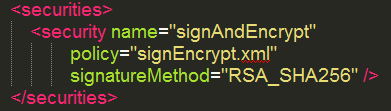 <securities>
<security name="signAndEncrypt"
policy="signEncrypt.xml"
signatureMethod="RSA_SHA256" />
</securities>